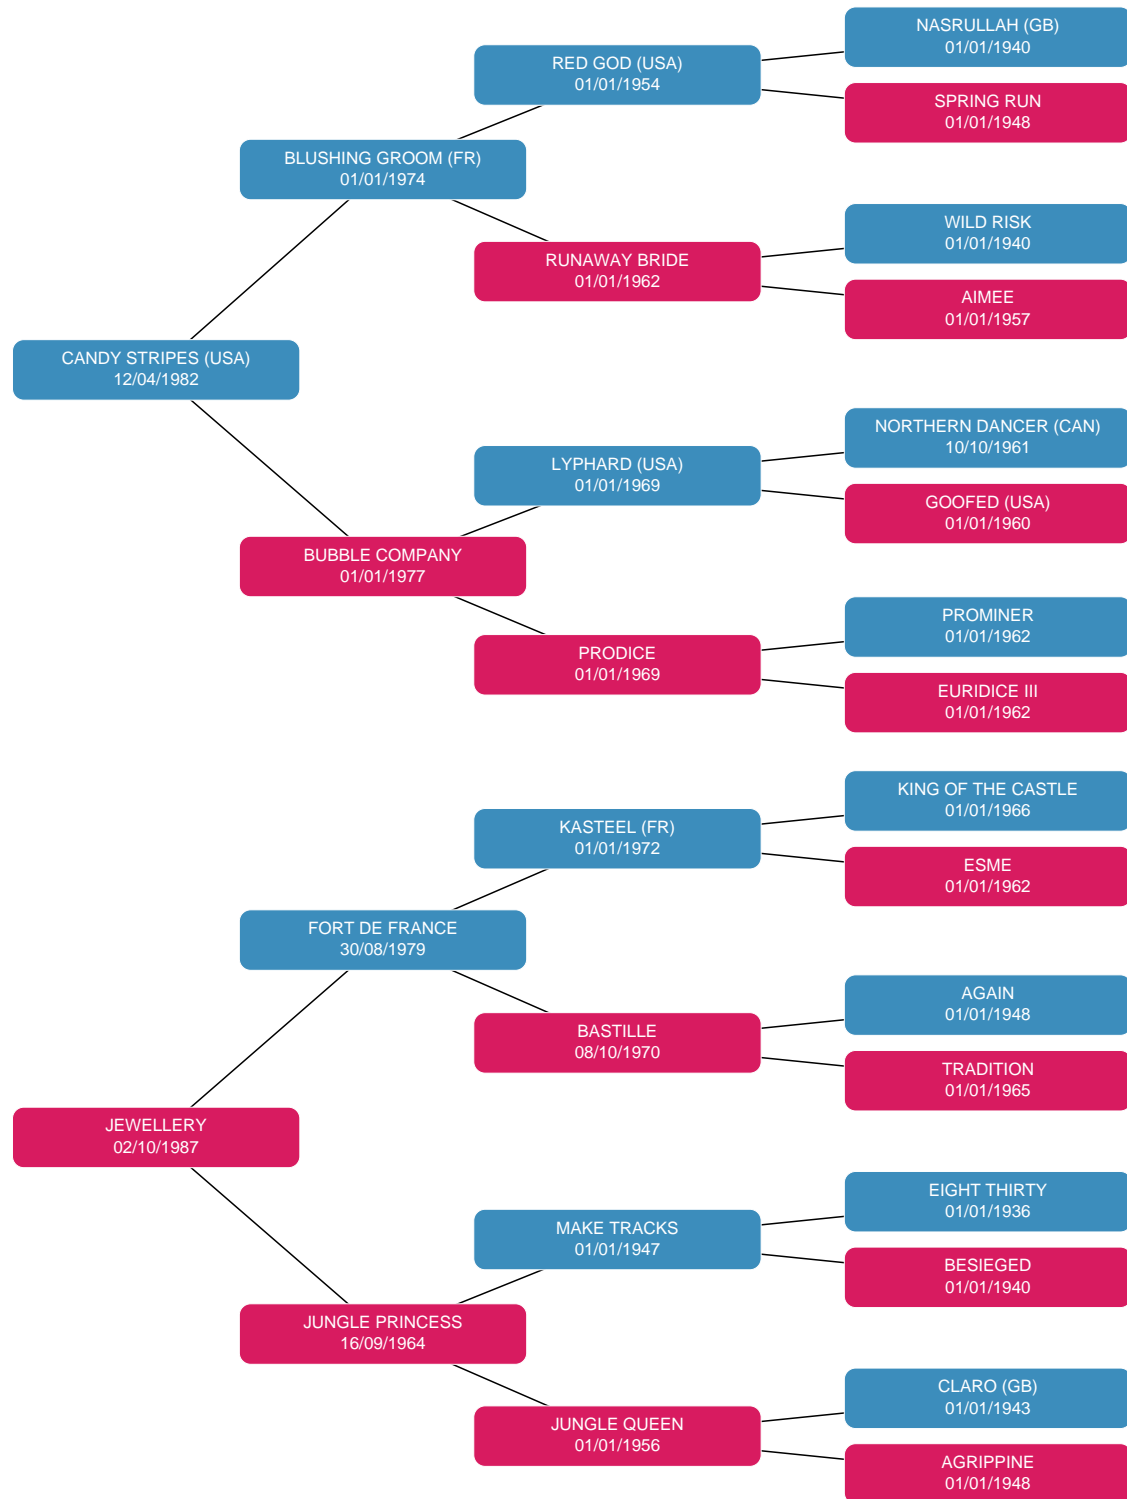 NASRULLAH (GB)
01/01/1940
RED GOD (USA)
01/01/1954
SPRING RUN
01/01/1948
BLUSHING GROOM (FR)
01/01/1974
WILD RISK
01/01/1940
RUNAWAY BRIDE
01/01/1962
AIMEE
01/01/1957
CANDY STRIPES (USA)
12/04/1982
NORTHERN DANCER (CAN)
10/10/1961
LYPHARD (USA)
01/01/1969
GOOFED (USA)
01/01/1960
BUBBLE COMPANY
01/01/1977
PROMINER
01/01/1962
PRODICE
01/01/1969
EURIDICE III
01/01/1962
KING OF THE CASTLE
01/01/1966
KASTEEL (FR)
01/01/1972
ESME
01/01/1962
FORT DE FRANCE
30/08/1979
AGAIN
01/01/1948
BASTILLE
08/10/1970
TRADITION
01/01/1965
JEWELLERY
02/10/1987
EIGHT THIRTY
01/01/1936
MAKE TRACKS
01/01/1947
BESIEGED
01/01/1940
JUNGLE PRINCESS
16/09/1964
CLARO (GB)
01/01/1943
JUNGLE QUEEN
01/01/1956
AGRIPPINE
01/01/1948